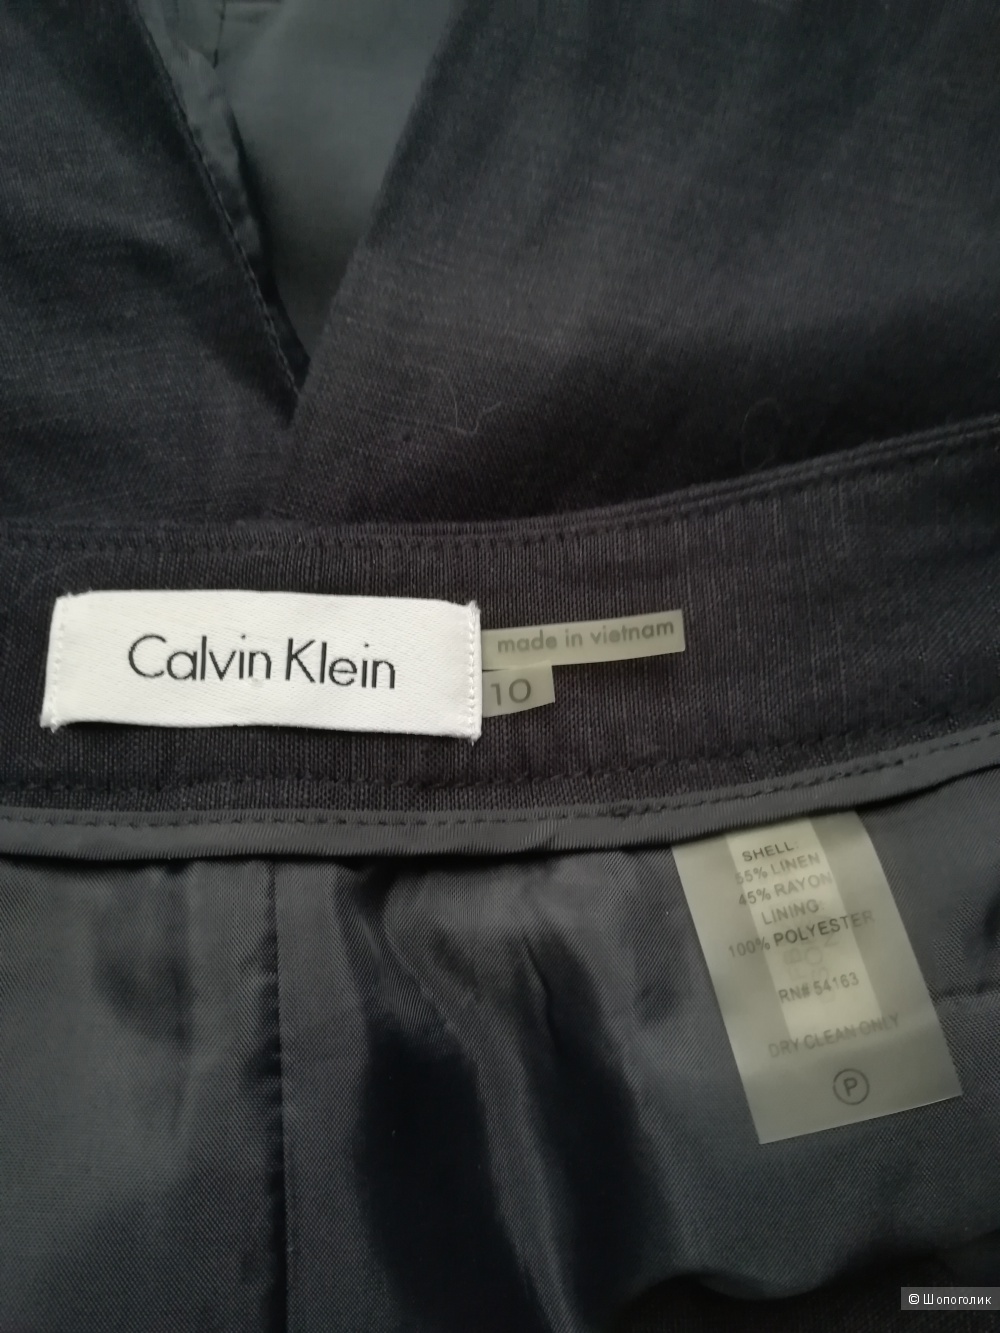 Calvin Klein
made in vietnam
10
SHELL:
55% LINEN
45% RAYON
LINING:
100% POLYESTER
RN# 54163
DRY CLEAN ONLY
P
© Шопоголик